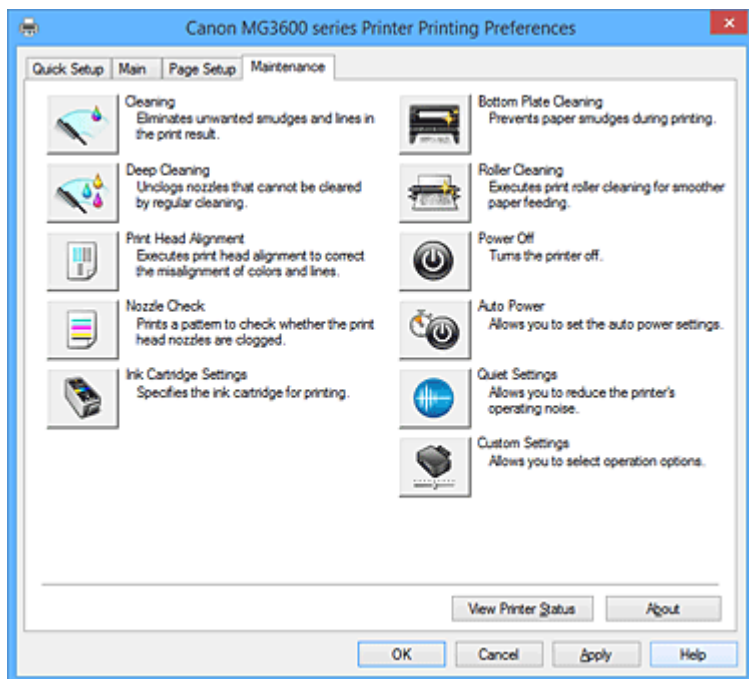 Canon MG3600 series Printer Printing Preferences
Quick Setup Main Page Setup Maintenance
Cleaning
Eliminates unwanted smudges and lines in
the print result.
Deep Cleaning
Unclogs nozzles that cannot be cleared
by regular cleaning.
Print Head Alignment
Executes print head alignment to correct
the misalignment of colors and lines.
Nozzle Check
Prints a pattern to check whether the print
head nozzles are clogged.
Ink Cartridge Settings
Specifies the ink cartridge for printing.
Bottom Plate Cleaning
Prevents paper smudges during printing.
Roller Cleaning
Executes print roller cleaning for smoother
paper feeding.
Power Off
Turns the printer off.
Auto Power
Allows you to set the auto power settings.
Quiet Settings
Allows you to reduce the printer's
operating noise.
Custom Settings
Allows you to select operation options.
View Printer Status About
OK Cancel Apply Help